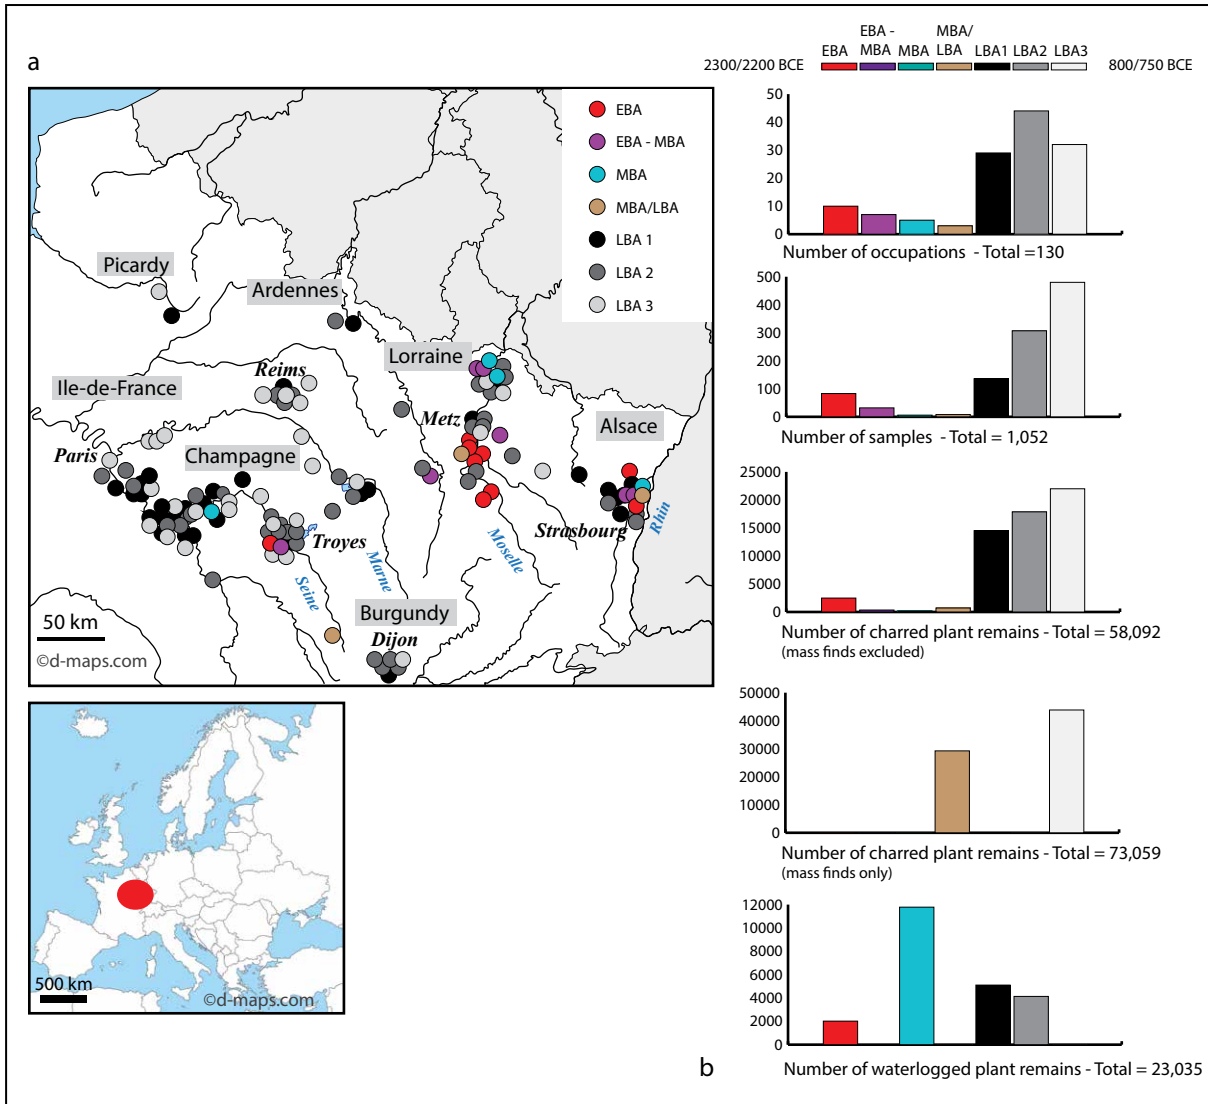 a
Picardy
Ardennes
Reims
Lorraine
Ile-de-France
Metz
Alsace
Paris
Champagne
Strasbourg
Rhin
Troyes
Moselle
Marne
Seine
Burgundy
Dijon
50 km
©d-maps.com
EBA
EBA - MBA
MBA
MBA/LBA
LBA 1
LBA 2
LBA 3
500 km
©d-maps.com
b
2300/2200 BCE
EBA
EBA -
MBA
MBA
MBA/
LBA
LBA1
LBA2
LBA3
800/750 BCE
50
40
30
20
10
0
Number of occupations - Total =130
500
400
300
200
100
0
Number of samples - Total = 1,052
25000
20000
15000
10000
5000
0
Number of charred plant remains - Total = 58,092
(mass finds excluded)
50000
40000
30000
20000
10000
0
Number of charred plant remains - Total = 73,059
(mass finds only)
12000
10000
8000
6000
4000
2000
0
Number of waterlogged plant remains - Total = 23,035